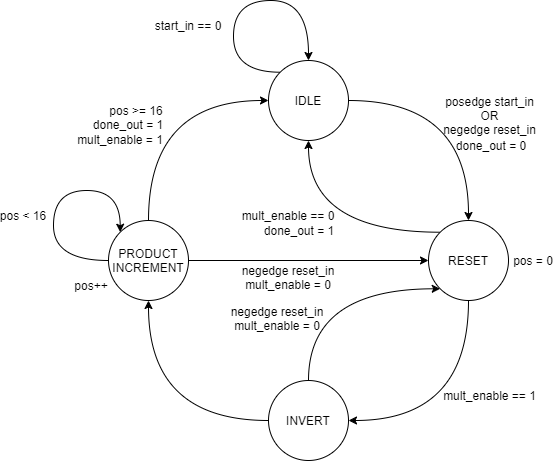 start_in == 0
IDLE
pos >= 16
done_out = 1
mult_enable = 1
posedge start_in
OR
negedge reset_in
done_out = 0
pos < 16
mult_enable == 0
done_out = 1
PRODUCT
INCREMENT
RESET
pos = 0
pos++
negedge reset_in
mult_enable = 0
negedge reset_in
mult_enable = 0
mult_enable == 1
INVERT